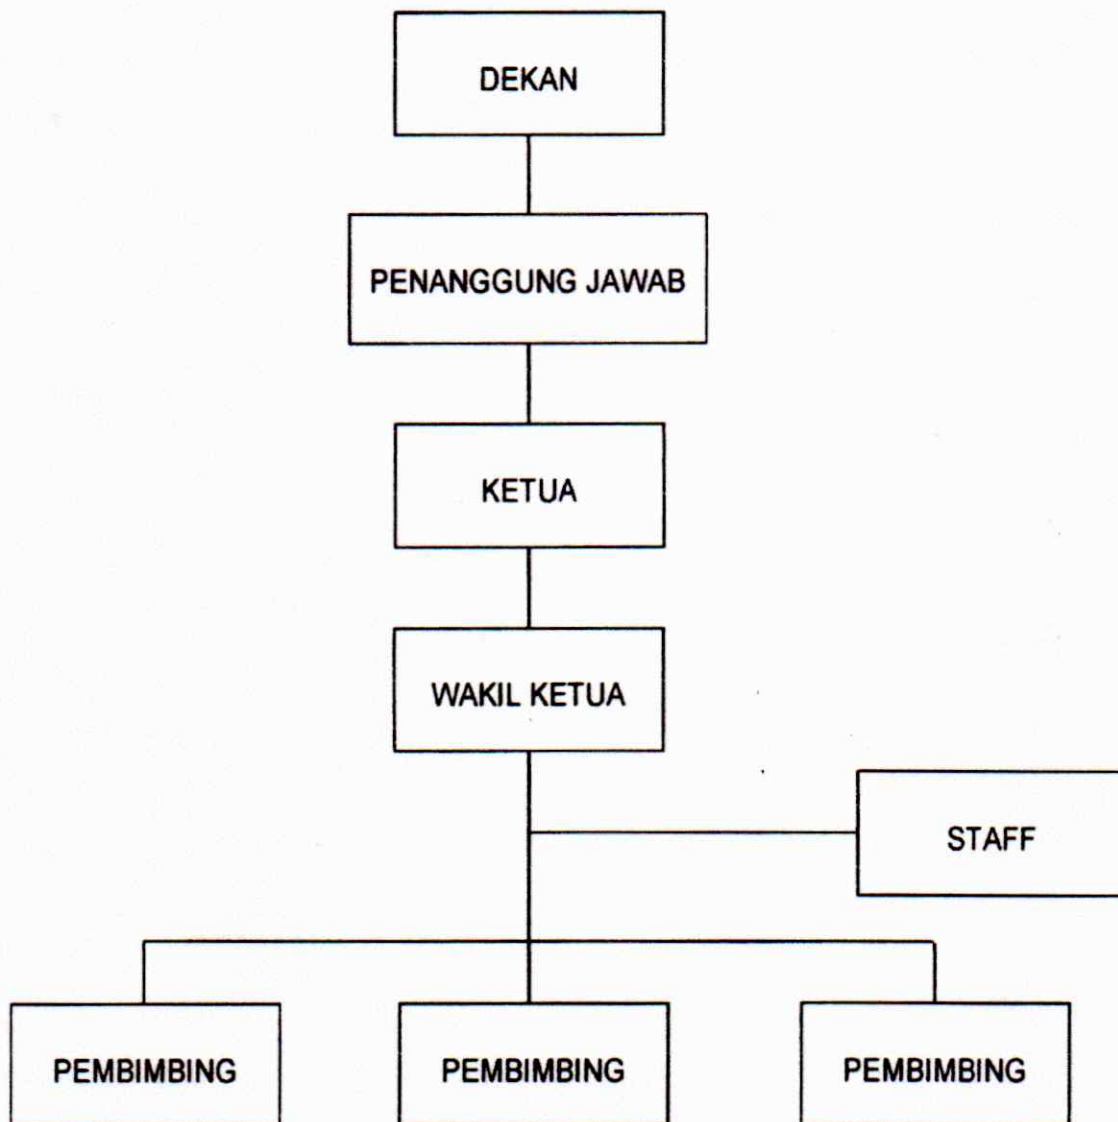 DEKAN
PENANGGUNG JAWAB
KETUA
WAKIL KETUA
STAFF
PEMBIMBING
PEMBIMBING
PEMBIMBING